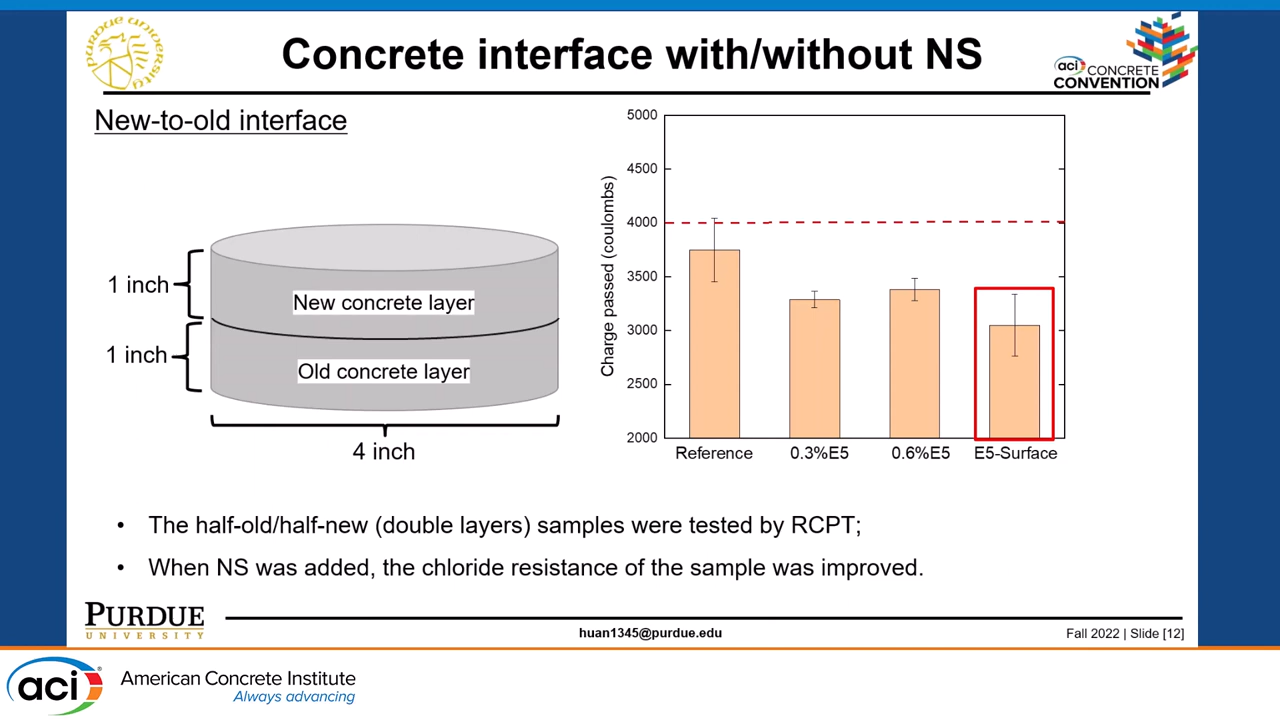 PURDUE UNIVERSITY
Concrete interface with/without NS
aci CONCRETE
CONVENTION
New-to-old interface
1 inch
New concrete layer
1 inch
Old concrete layer
4 inch
Charge passed (coulombs)
5000
4500
4000
3500
3000
2500
2000
Reference
0.3%E5
0.6%E5
E5-Surface
• The half-old/half-new (double layers) samples were tested by RCPT;
• When NS was added, the chloride resistance of the sample was improved.
PURDUE
UNIVERSITY
huan1345@purdue.edu
Fall 2022 | Slide [12]
aci
American Concrete Institute
Always advancing